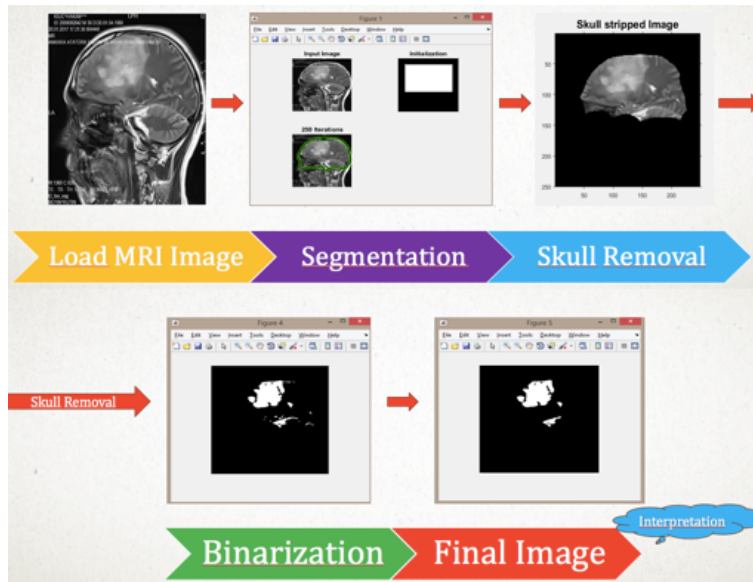 Figure 1
File Edit View Insert Tools Desktop Window Help
Input Image
Initialization
250 Iterations
Skull stripped Image
50
100
150
200
250
50 100 150 200
Load MRI Image
Segmentation
Skull Removal
Skull Removal
Figure 4
File Edit View Insert Tools Desktop Window Help
Figure 5
File Edit View Insert Tools Desktop Window Help
Interpretation
Binarization
Final Image